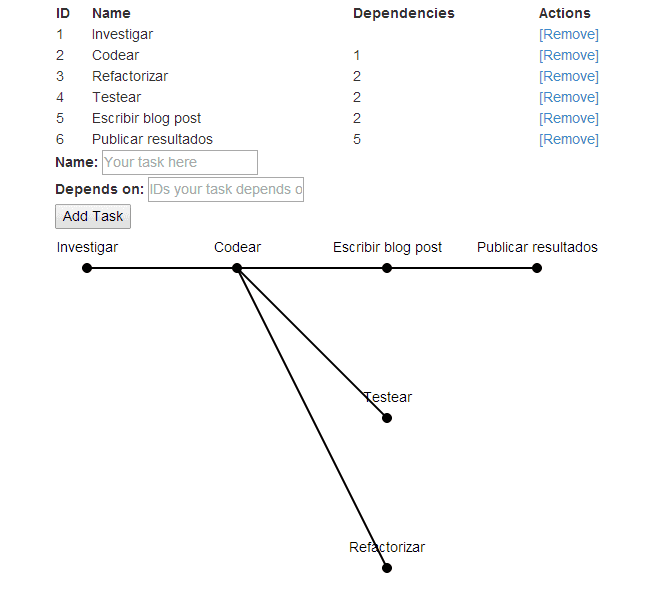 ID Name Dependencies Actions
1 Investigar [Remove]
2 Codear 1 [Remove]
3 Refactorizar 2 [Remove]
4 Testear 2 [Remove]
5 Escribir blog post 2 [Remove]
6 Publicar resultados 5 [Remove]
Name: Your task here
Depends on: IDs your task depends o
Add Task
Investigar Codear Escribir blog post Publicar resultados
Testear
Refactorizar